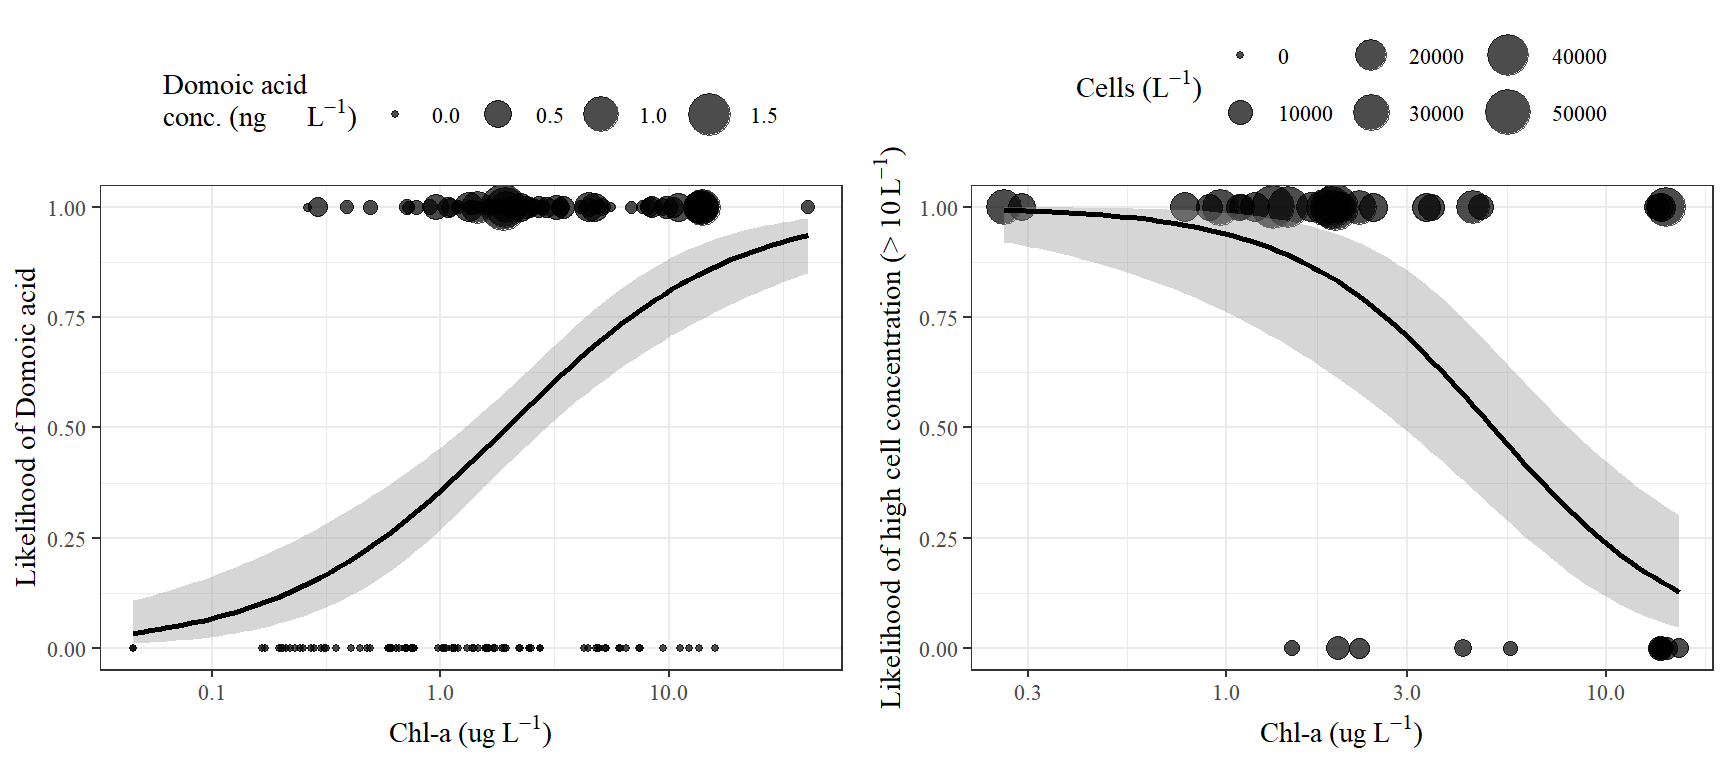 Domoic acid
conc. (ng L⁻¹) 0.0 0.5 1.0 1.5
Cells (L⁻¹)
0 20000 40000
10000 30000 50000
Likelihood of Domoic acid
1.00
0.75
0.50
0.25
0.00
0.1 1.0 10.0
Chl-a (ug L⁻¹)
Likelihood of high cell concentration (> 10 L⁻¹)
1.00
0.75
0.50
0.25
0.00
0.3 1.0 3.0 10.0
Chl-a (ug L⁻¹)